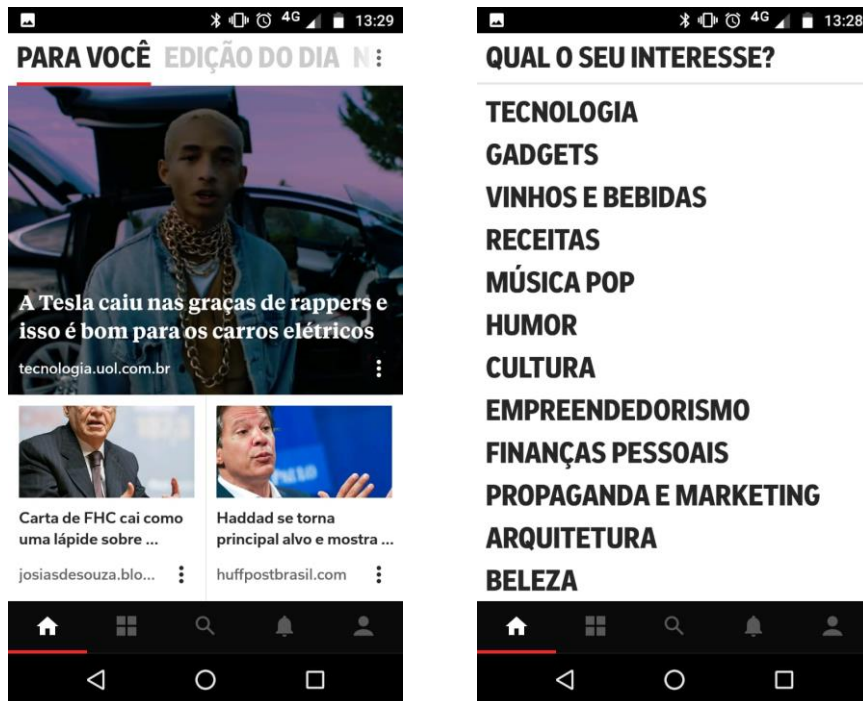 4G 13:29
PARA VOCÊ EDIÇÃO DO DIA N
A Tesla caiu nas graças de rappers e
isso é bom para os carros elétricos
tecnologia.uol.com.br
Carta de FHC cai como
uma lápide sobre ...
josiasdesouza.blo...
Haddad se torna
principal alvo e mostra ...
huffpostbrasil.com
4G 13:28
QUAL O SEU INTERESSE?
TECNOLOGIA
GADGETS
VINHOS E BEBIDAS
RECEITAS
MÚSICA POP
HUMOR
CULTURA
EMPREENDEDORISMO
FINANÇAS PESSOAIS
PROPAGANDA E MARKETING
ARQUITETURA
BELEZA